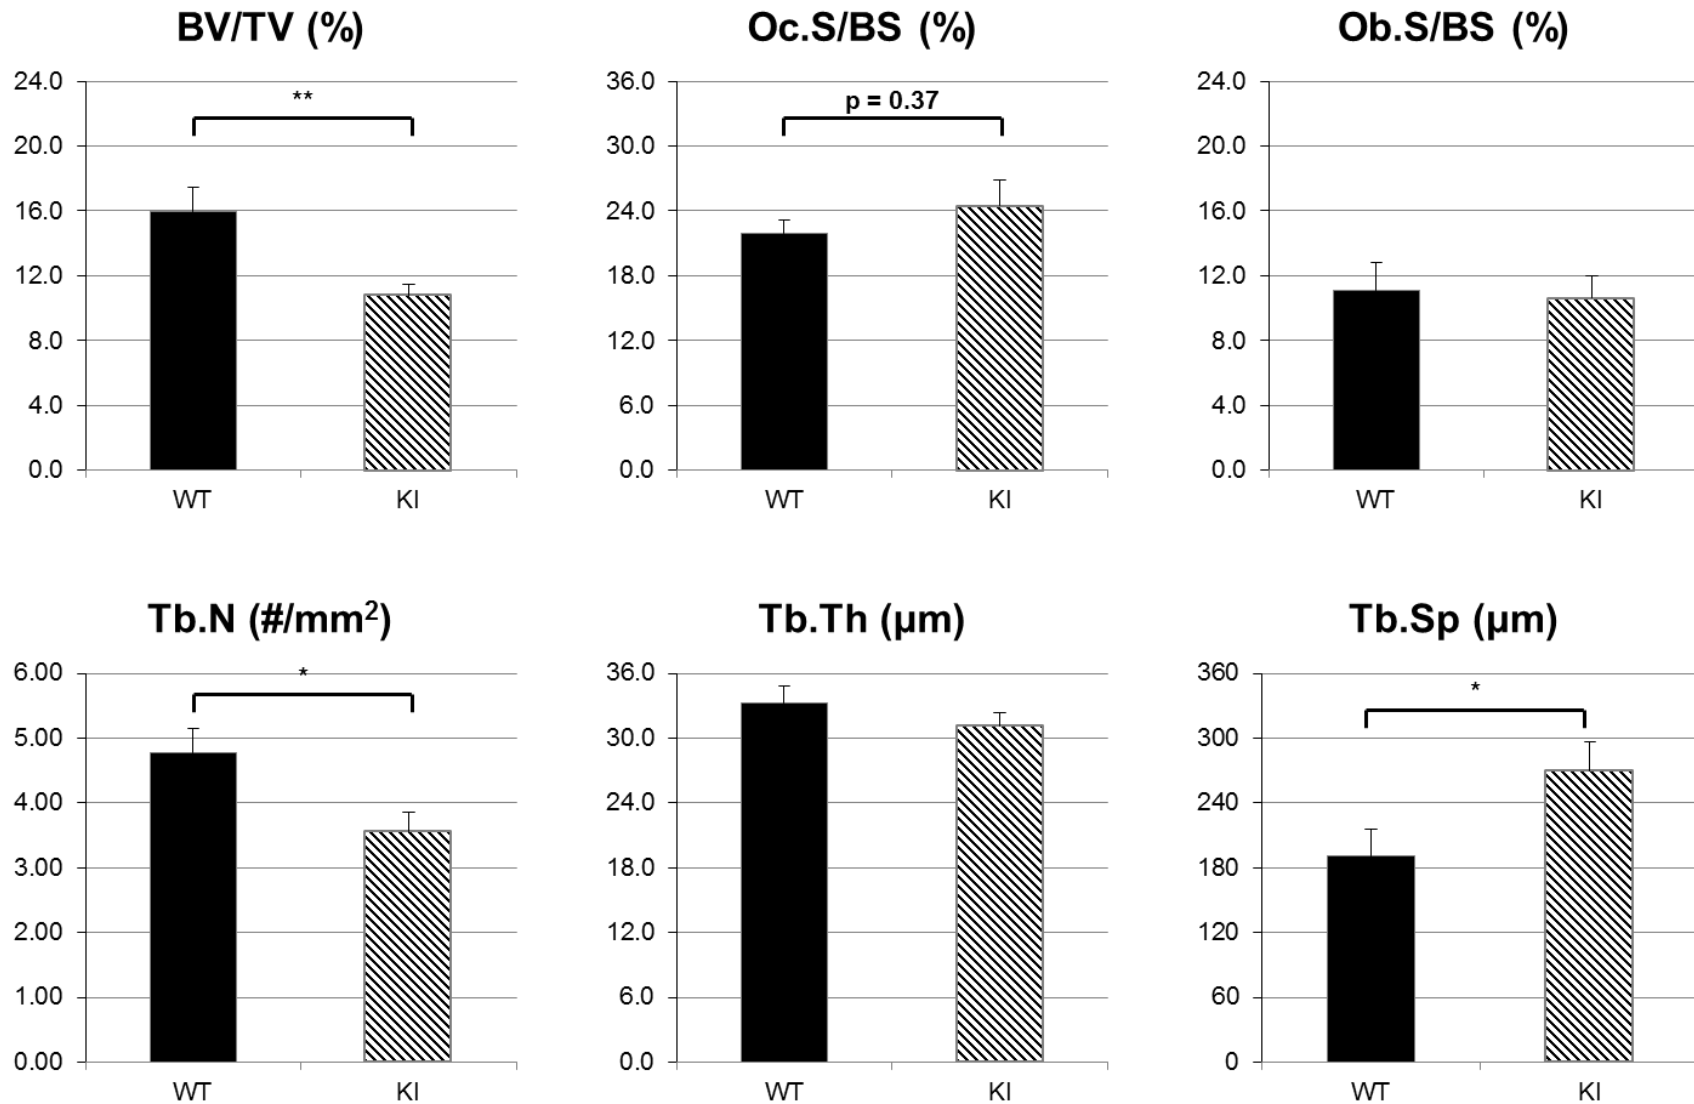 BV/TV (%)
24.0
20.0
16.0
12.0
8.0
4.0
0.0
**
WT
KI
Oc.S/BS (%)
36.0
30.0
24.0
18.0
12.0
6.0
0.0
p = 0.37
WT
KI
Ob.S/BS (%)
24.0
20.0
16.0
12.0
8.0
4.0
0.0
WT
KI
Tb.N (#/mm²)
6.00
5.00
4.00
3.00
2.00
1.00
0.00
*
WT
KI
Tb.Th (µm)
36.0
30.0
24.0
18.0
12.0
6.0
0.0
WT
KI
Tb.Sp (µm)
360
300
240
180
120
60
0
*
WT
KI